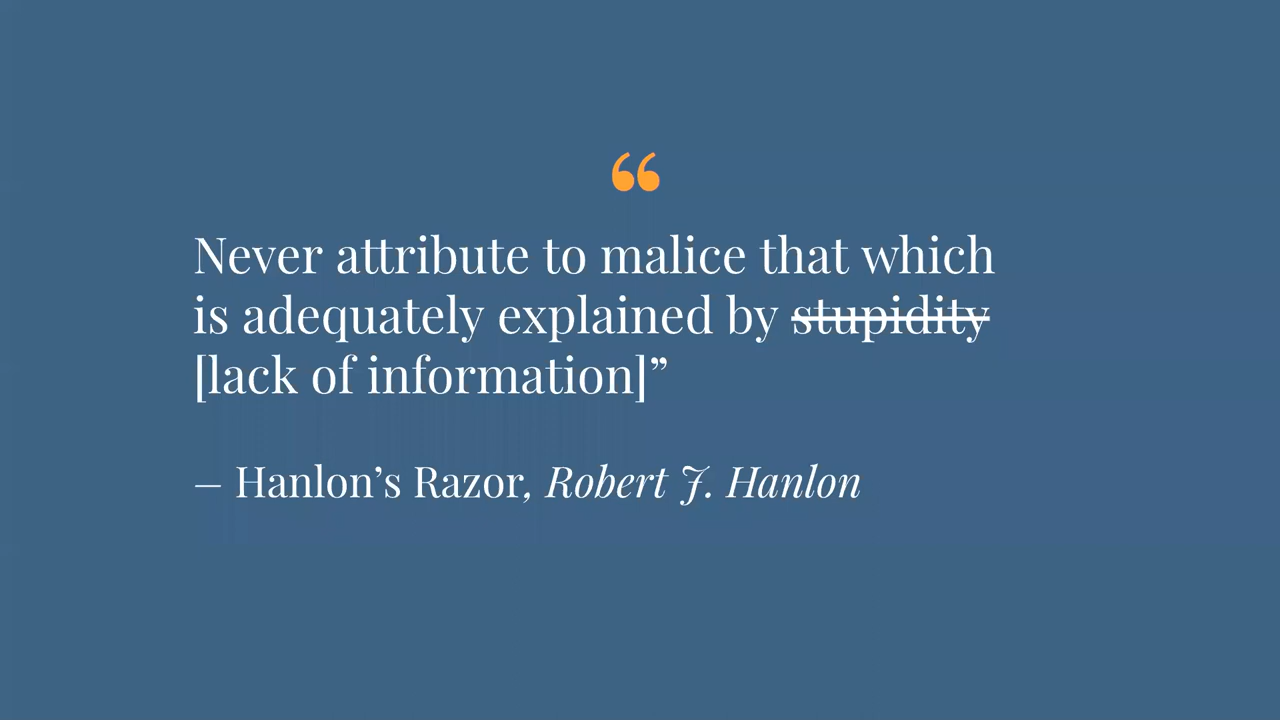 “
Never attribute to malice that which
is adequately explained by stupidity
[lack of information]”
– Hanlon’s Razor, Robert J. Hanlon